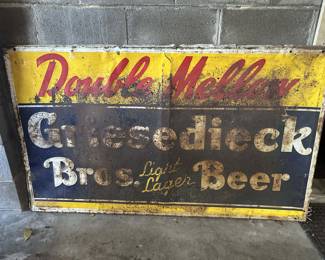 Double Mellow
Griesedieck
Bros. Light Lager Beer